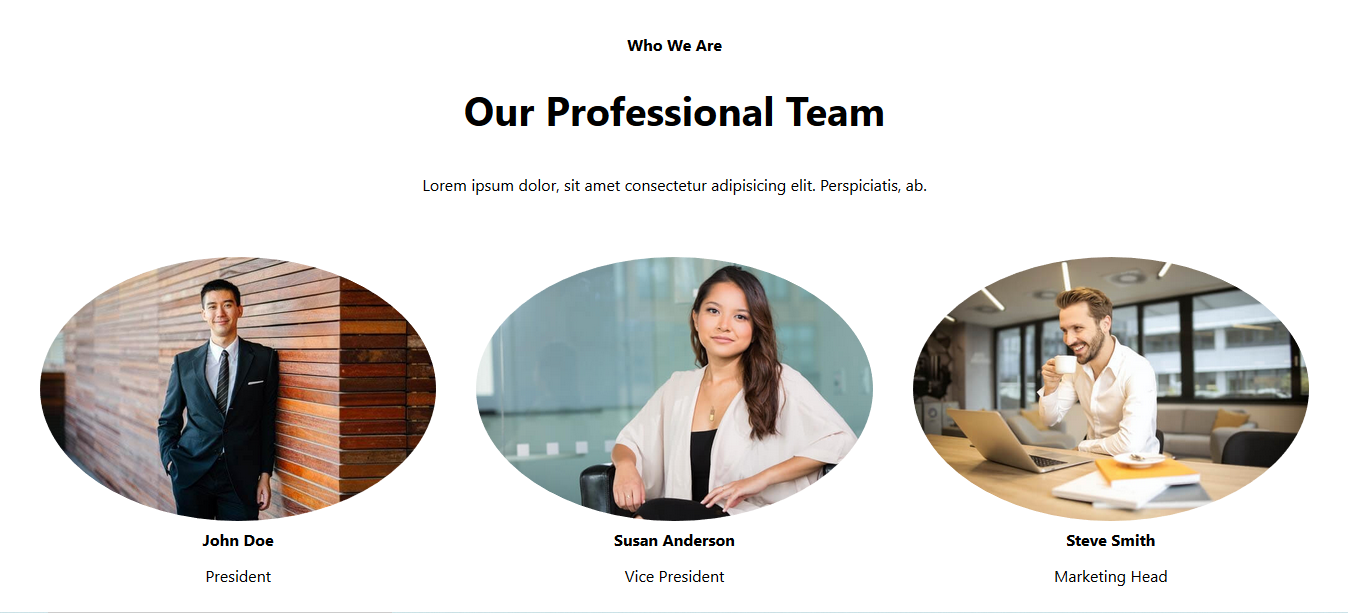 Who We Are
Our Professional Team
Lorem ipsum dolor, sit amet consectetur adipisicing elit. Perspiciatis, ab.
John Doe
President
Susan Anderson
Vice President
Steve Smith
Marketing Head